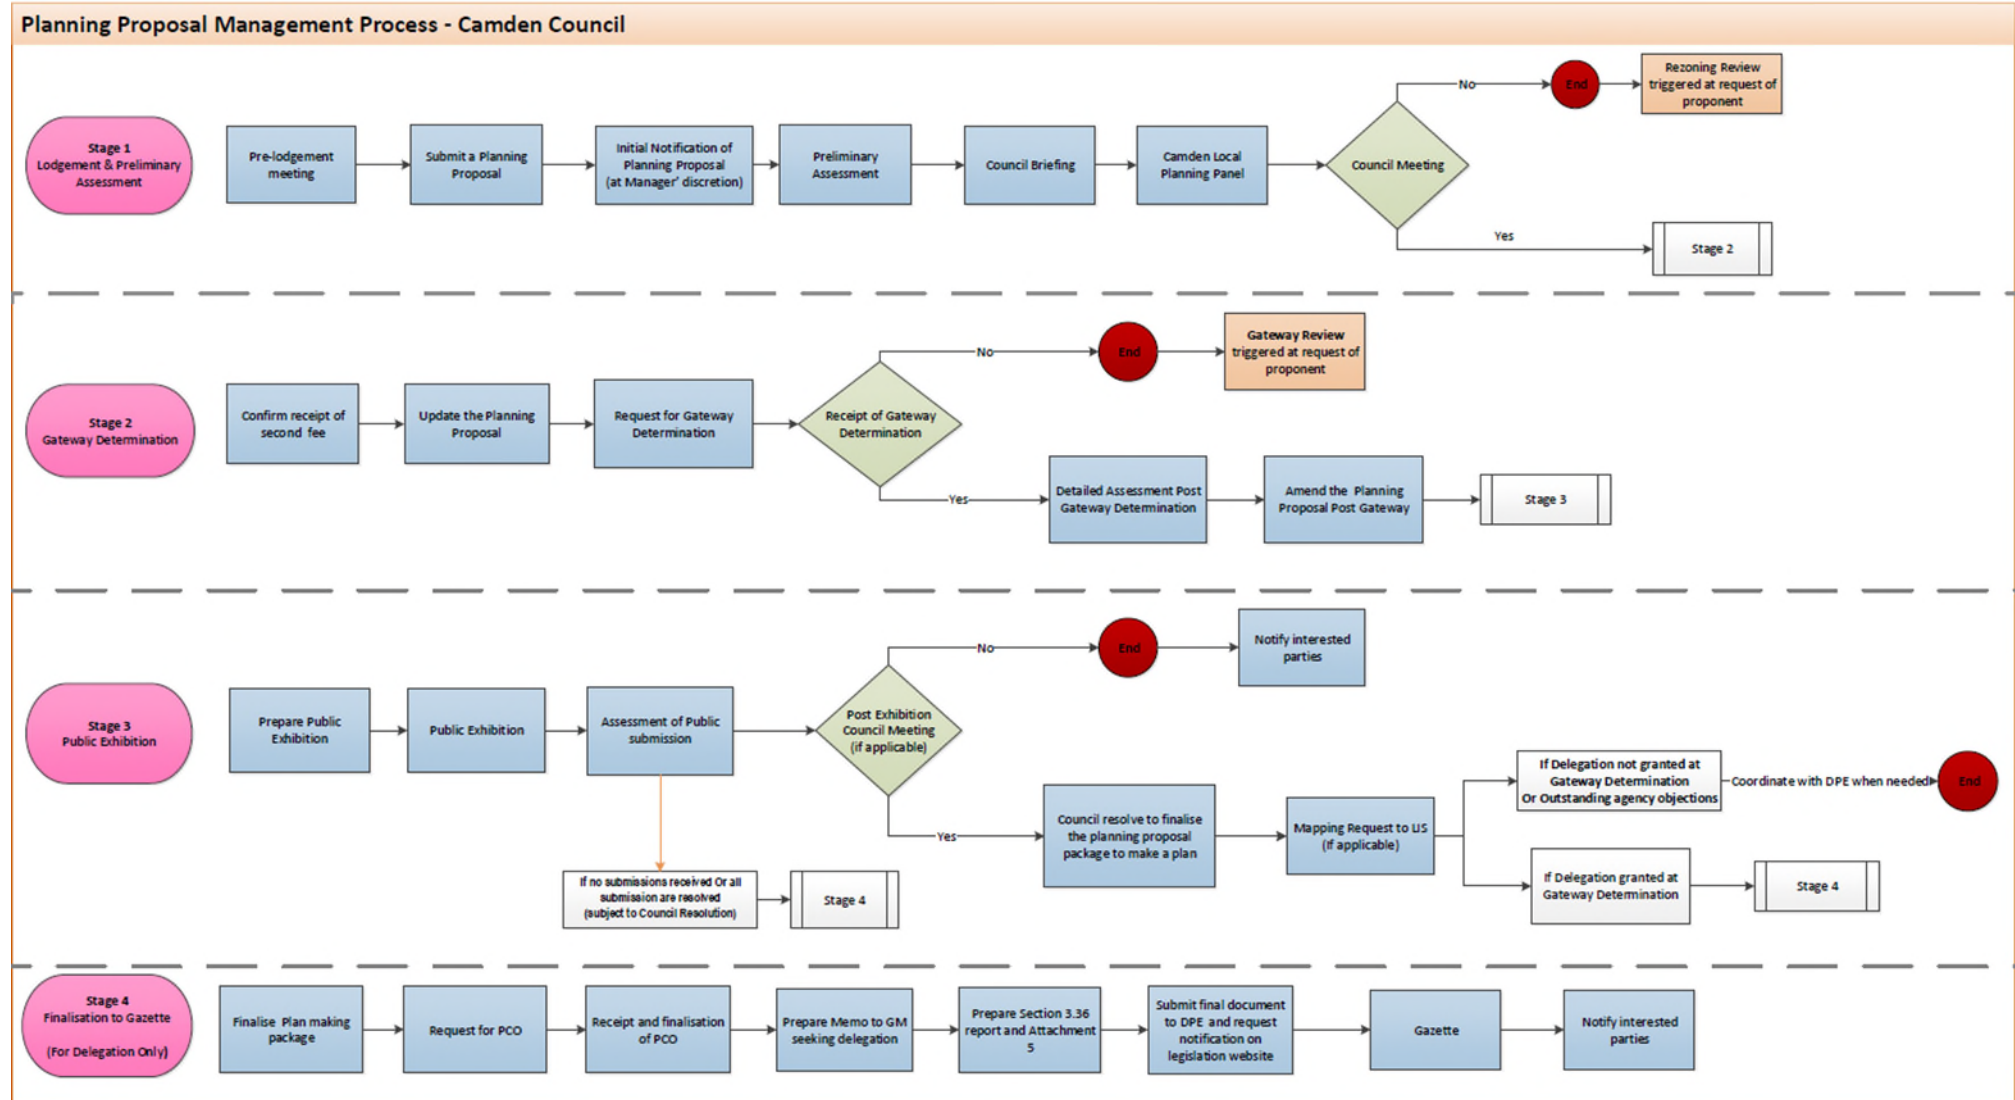 Planning Proposal Management Process - Camden Council
Stage 1
Lodgement & Preliminary
Assessment
Pre-lodgement
meeting
Submit a Planning
Proposal
Initial Notification of
Planning Proposal
(at Manager' discretion)
Preliminary
Assessment
Council Briefing
Camden Local
Planning Panel
Council Meeting
No
End
Rezoning Review
triggered at request of
proponent
Yes
Stage 2
Stage 2
Gateway Determination
Confirm receipt of
second fee
Update the Planning
Proposal
Request for Gateway
Determination
Receipt of Gateway
Determination
No
End
Gateway Review
triggered at request of
proponent
Yes
Detailed Assessment Post
Gateway Determination
Amend the Planning
Proposal Post Gateway
Stage 3
Stage 3
Public Exhibition
Prepare Public
Exhibition
Public Exhibition
Assessment of Public
submission
If no submissions received Or all
submission are resolved
(subject to Council Resolution)
Stage 4
Post Exhibition
Council Meeting
(if applicable)
No
End
Notify interested
parties
Yes
Council resolve to finalise
the planning proposal
package to make a plan
Mapping Request to LIS
(If applicable)
If Delegation not granted at
Gateway Determination
Or Outstanding agency objections
Coordinate with DPE when needed
End
If Delegation granted at
Gateway Determination
Stage 4
Stage 4
Finalisation to Gazette
(For Delegation Only)
Finalise Plan making
package
Request for PCO
Receipt and finalisation
of PCO
Prepare Memo to GM
seeking delegation
Prepare Section 3.36
report and Attachment
5
Submit final document
to DPE and request
notification on
legislation website
Gazette
Notify interested
parties